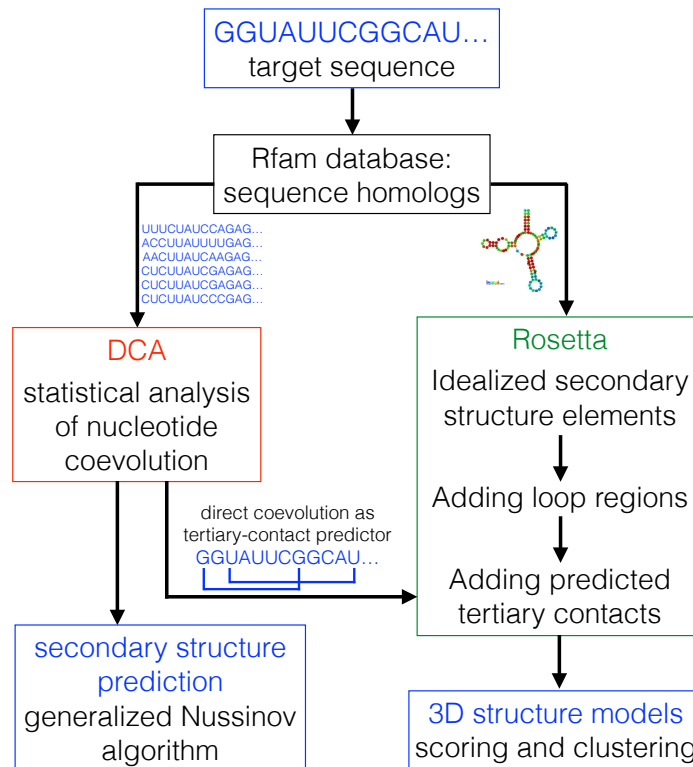 GGUAUUCGGCAU...
target sequence
Rfam database:
sequence homologs
UUUCUAUCCAGAG...
ACCUUAUUUUGAG...
AACUUAUCAAGAG...
CUCUUAUCGAGAG...
CUCUUAUCGAGAG...
CUCUUAUCCCGAG...
DCA
statistical analysis
of nucleotide
coevolution
Rosetta
Idealized secondary
structure elements
Adding loop regions
Adding predicted
tertiary contacts
direct coevolution as
tertiary-contact predictor
GGUAUUCGGCAU...
secondary structure
prediction
generalized Nussinov
algorithm
3D structure models
scoring and clustering